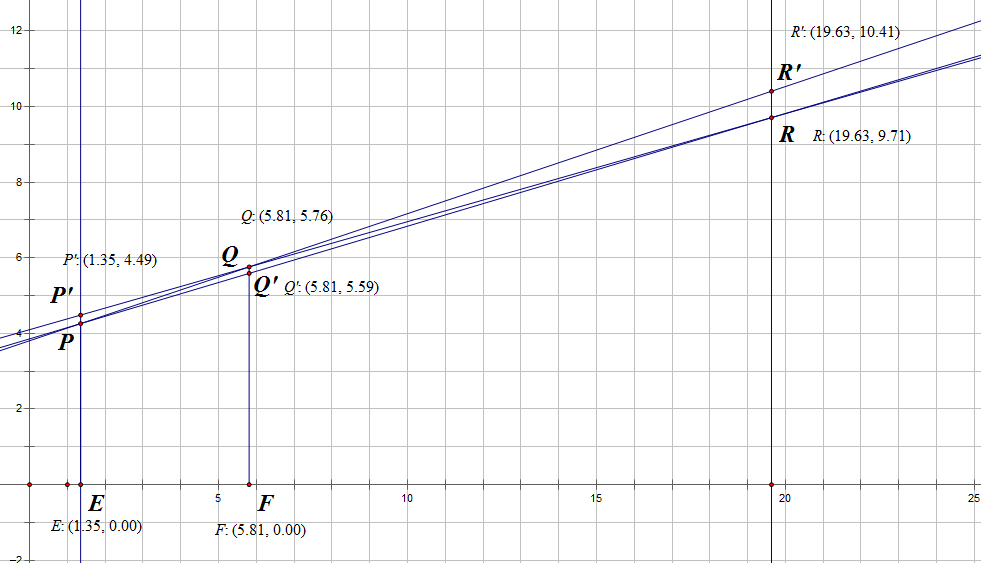 12
R': (19.63, 10.41)
R'
10
R R: (19.63, 9.71)
8
Q: (5.81, 5.76)
6
P': (1.35, 4.49)
Q
Q' Q': (5.81, 5.59)
P'
4
P
2
5 10 15 20 25
E F
E: (1.35, 0.00) F: (5.81, 0.00)
-2